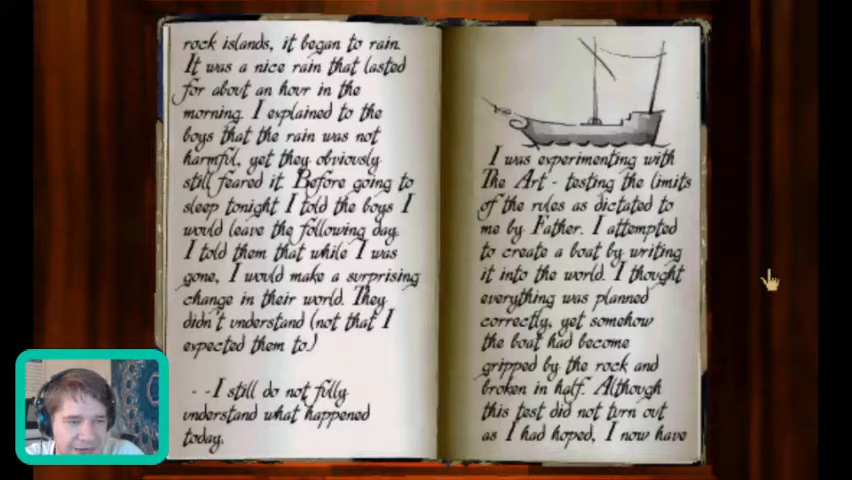 rock islands, it began to rain.
It was a nice rain that lasted
for about an hour in the
morning. I explained to the
boys that the rain was not
harmful, yet they obviously
still feared it. Before going to
sleep tonight I told the boys I
would leave the following day.
I told them that while I was
gone, I would make a surprising
change in their world. They
didn't understand (not that I
expected them to)
--I still do not fully
understand what happened
today.
I was experimenting with
The Art - testing the limits
of the rules as dictated to
me by Father. I attempted
to create a boat by writing
it into the world. I thought
everything was planned
correctly, yet somehow
the boat had become
gripped by the rock and
broken in half. Although
this test did not turn out
as I had hoped, I now have